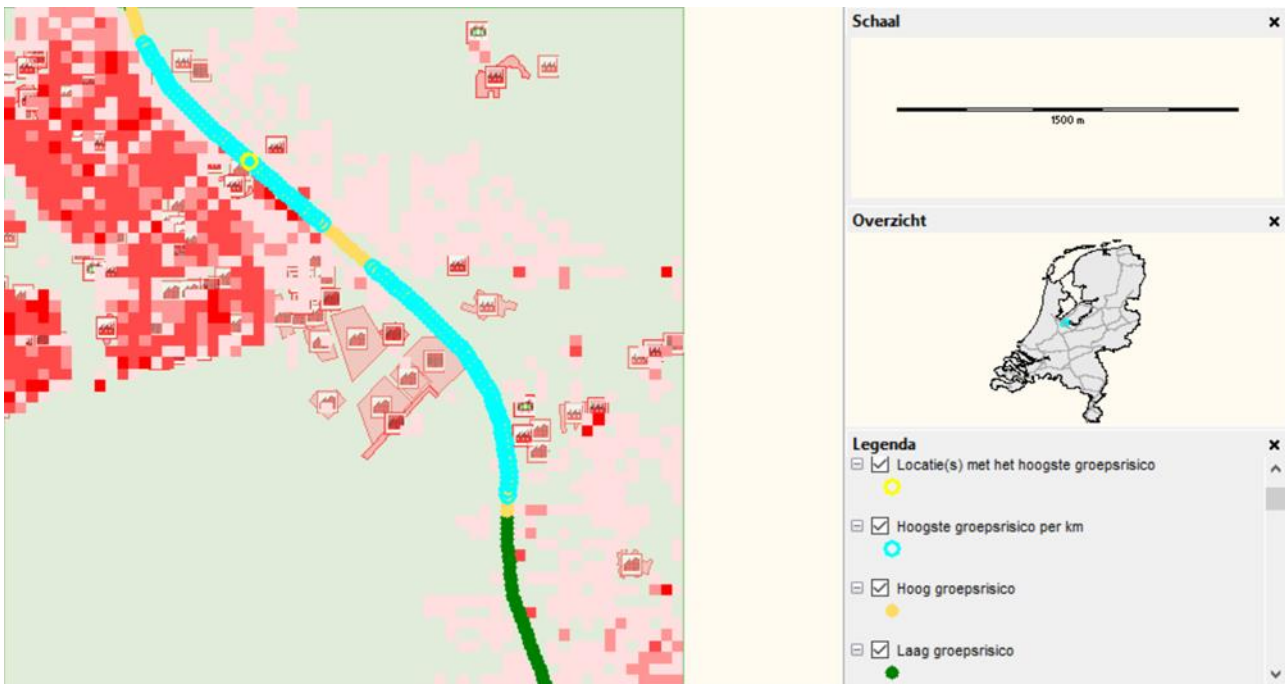 Schaal
1500 m
Overzicht
Legenda
Locatie(s) met het hoogste groepsrisico
Hoogste groepsrisico per km
Hoog groepsrisico
Laag groepsrisico